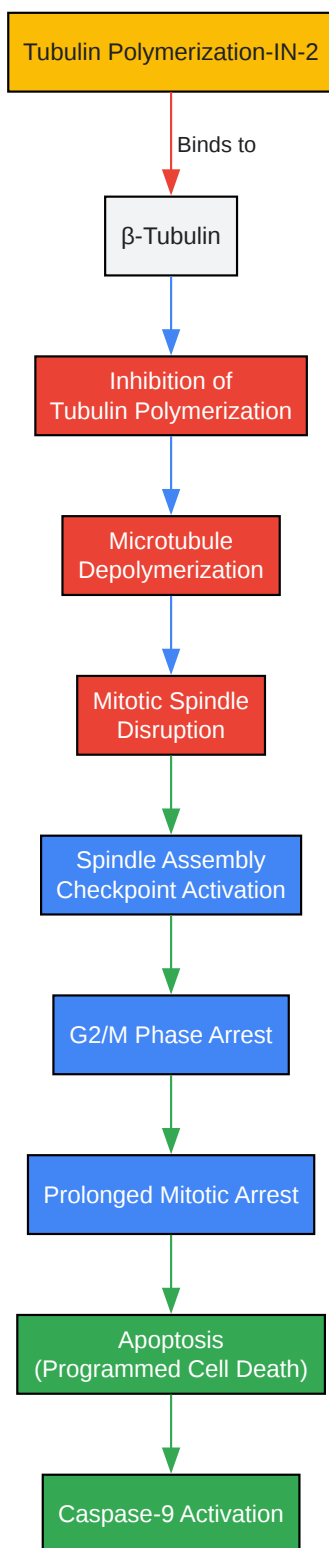 Tubulin Polymerization-IN-2
Binds to
β-Tubulin
Inhibition of
Tubulin Polymerization
Microtubule
Depolymerization
Mitotic Spindle
Disruption
Spindle Assembly
Checkpoint Activation
G2/M Phase Arrest
Prolonged Mitotic Arrest
Apoptosis
(Programmed Cell Death)
Caspase-9 Activation